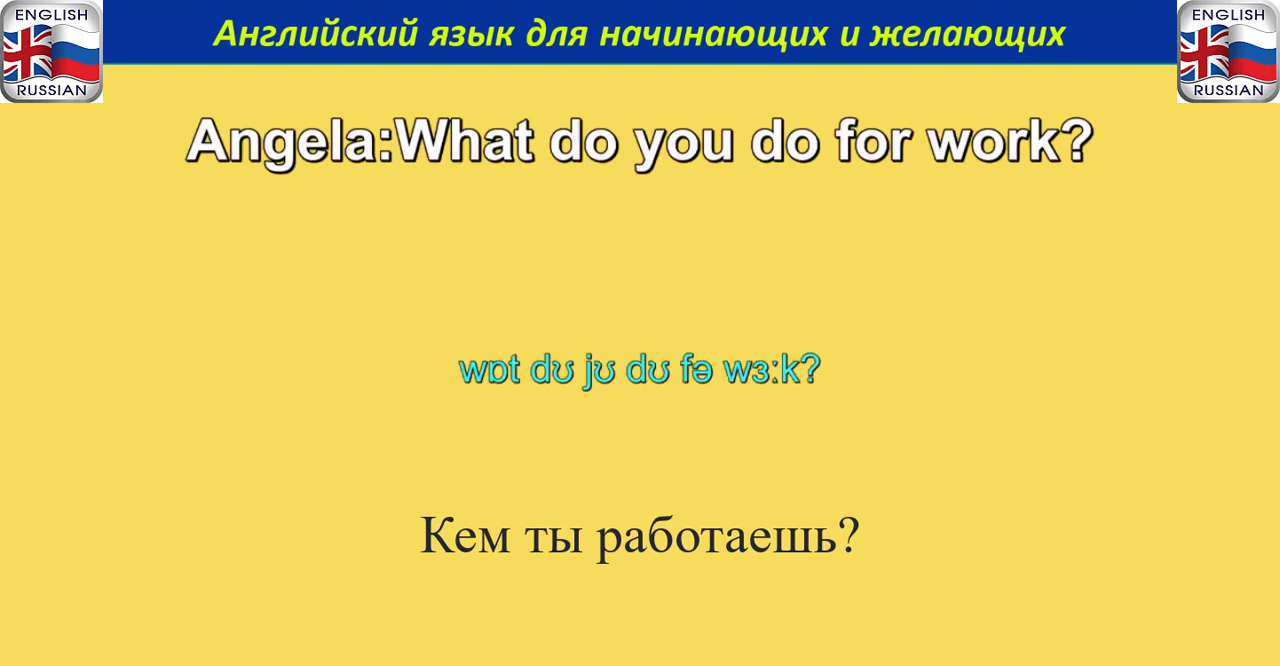 ENGLISH
RUSSIAN
Английский язык для начинающих и желающих
ENGLISH
RUSSIAN
Angela:What do you do for work?
wɒt dʊ jʊ dʊ fə wɜːk?
Кем ты работаешь?